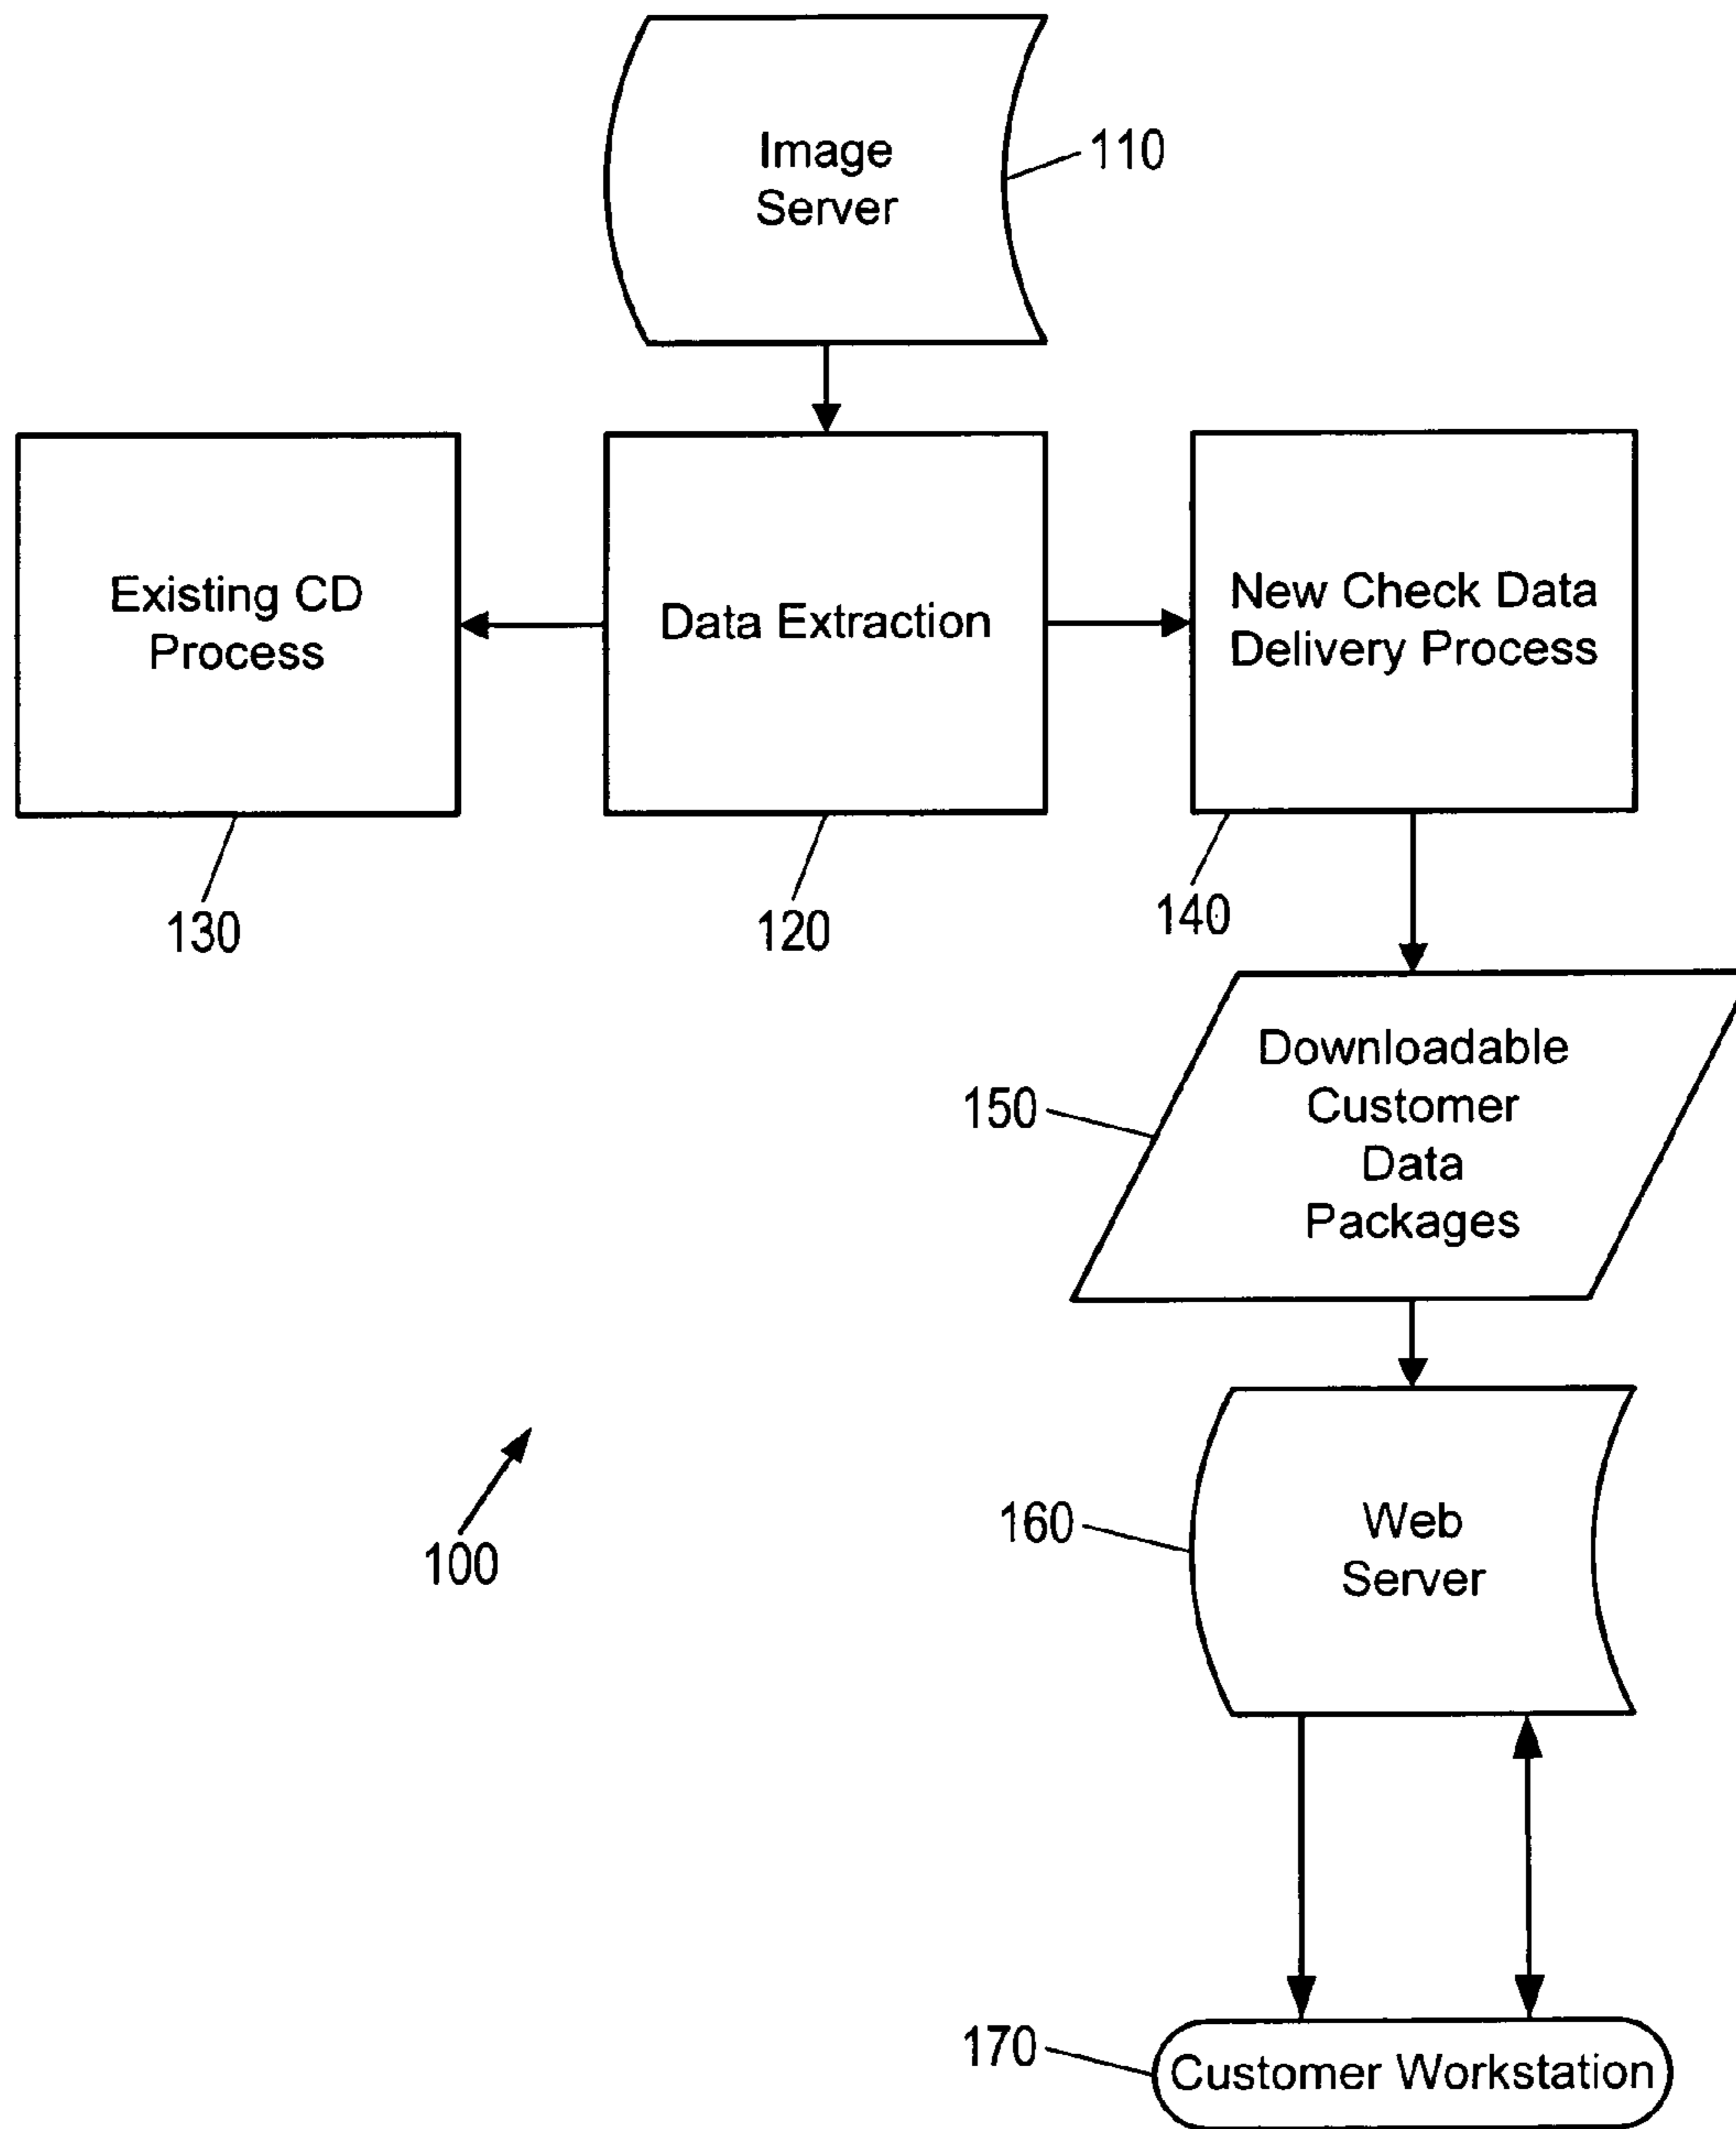 Image
Server
110
Existing CD
Process
Data Extraction
New Check Data
Delivery Process
130
120
140
Downloadable
Customer
Data
Packages
150
Web
Server
160
100
170
Customer Workstation